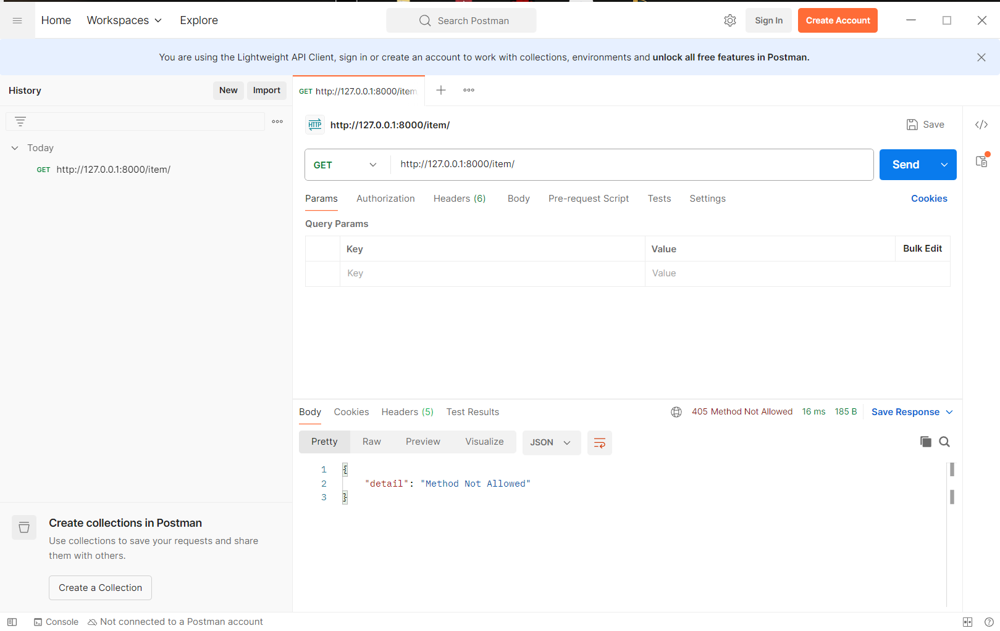 Home Workspaces Explore Search Postman Sign In Create Account
You are using the Lightweight API Client, sign in or create an account to work with collections, environments and unlock all free features in Postman.
History New Import
GET http://127.0.0.1:8000/item
Today
GET http://127.0.0.1:8000/item/
HTTP http://127.0.0.1:8000/item/ Save
GET http://127.0.0.1:8000/item/ Send
Params Authorization Headers (6) Body Pre-request Script Tests Settings Cookies
Query Params
Key Value Bulk Edit
Key Value
Body Cookies Headers (5) Test Results 405 Method Not Allowed 16 ms 185 B Save Response
Pretty Raw Preview Visualize JSON
1 {
2 "detail": "Method Not Allowed"
3 }
Create collections in Postman
Use collections to save your requests and share
them with others.
Create a Collection
Console Not connected to a Postman account